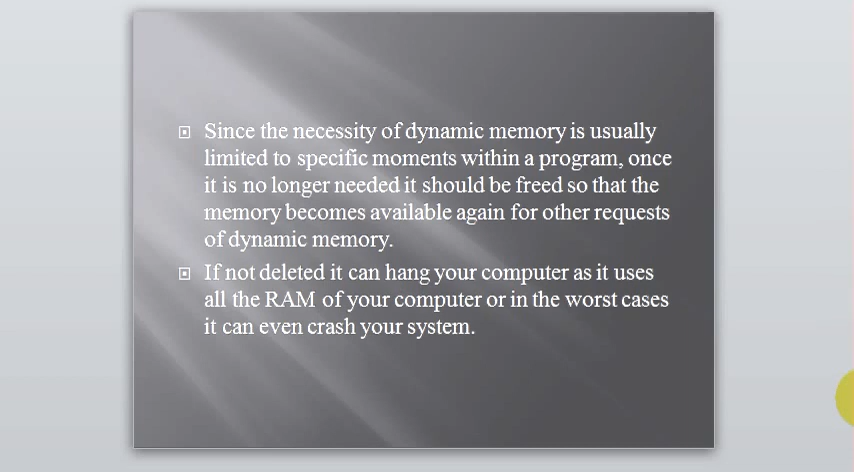 Since the necessity of dynamic memory is usually
limited to specific moments within a program, once
it is no longer needed it should be freed so that the
memory becomes available again for other requests
of dynamic memory.
If not deleted it can hang your computer as it uses
all the RAM of your computer or in the worst cases
it can even crash your system.